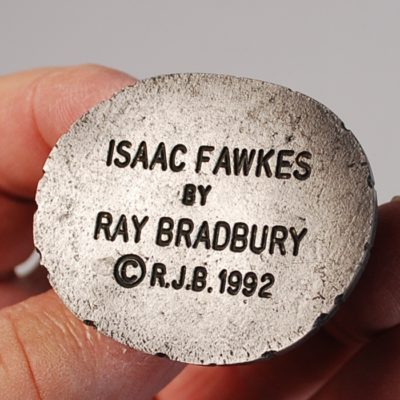 ISAAC FAWKES
BY
RAY BRADBURY
© R.J.B. 1992